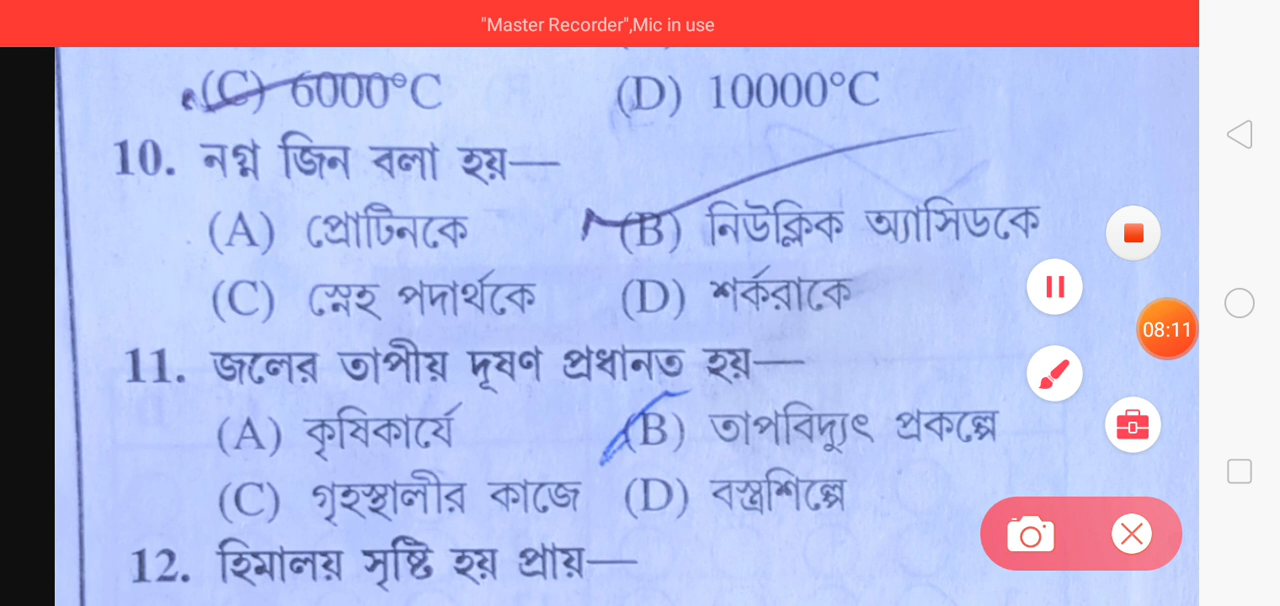 "Master Recorder",Mic in use
(C) 6000°C (D) 10000°C
10. নগ্ন জিন বলা হয়—
(A) প্রোটিনকে (B) নিউক্লিক অ্যাসিডকে
(C) স্নেহ পদার্থকে (D) শর্করাকে
11. জলের তাপীয় দূষণ প্রধানত হয়—
(A) কৃষিকার্যে (B) তাপবিদ্যুৎ প্রকল্পে
(C) গৃহস্থালীর কাজে (D) বস্ত্রশিল্পে
12. হিমালয় সৃষ্টি হয় প্রায়—
08:11